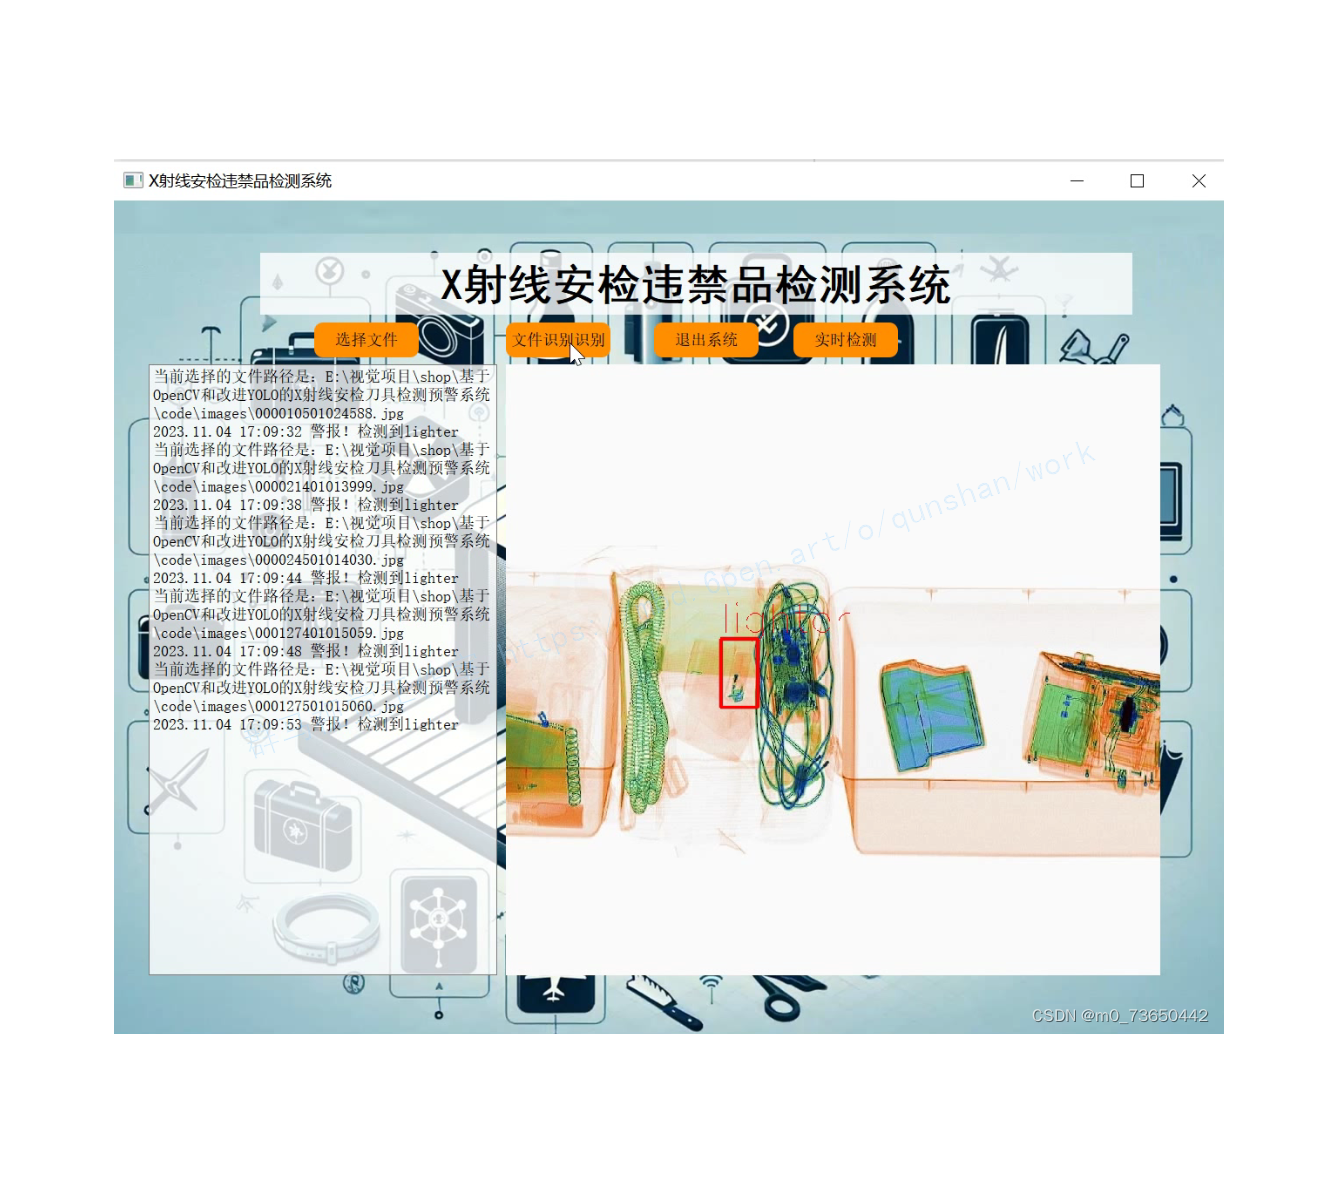 X射线安检违禁品检测系统
X射线安检违禁品检测系统
选择文件
文件识别识别
退出系统
实时检测
当前选择的文件路径是: E:\视觉项目\shop\基于
OpenCV和改进YOLO的X射线安检刀具检测预警系统
\code\images\000010501024588.jpg
2023.11.04 17:09:32 警报! 检测到lighter
当前选择的文件路径是: E:\视觉项目\shop\基于
OpenCV和改进YOLO的X射线安检刀具检测预警系统
\code\images\000021401013999.jpg
2023.11.04 17:09:38 警报! 检测到lighter
当前选择的文件路径是: E:\视觉项目\shop\基于
OpenCV和改进YOLO的X射线安检刀具检测预警系统
\code\images\000024501014030.jpg
2023.11.04 17:09:44 警报! 检测到lighter
当前选择的文件路径是: E:\视觉项目\shop\基于
OpenCV和改进YOLO的X射线安检刀具检测预警系统
\code\images\000127401015059.jpg
2023.11.04 17:09:48 警报! 检测到lighter
当前选择的文件路径是: E:\视觉项目\shop\基于
OpenCV和改进YOLO的X射线安检刀具检测预警系统
\code\images\000127501015060.jpg
2023.11.04 17:09:53 警报! 检测到lighter
lighter
CSDN @m0_73650442